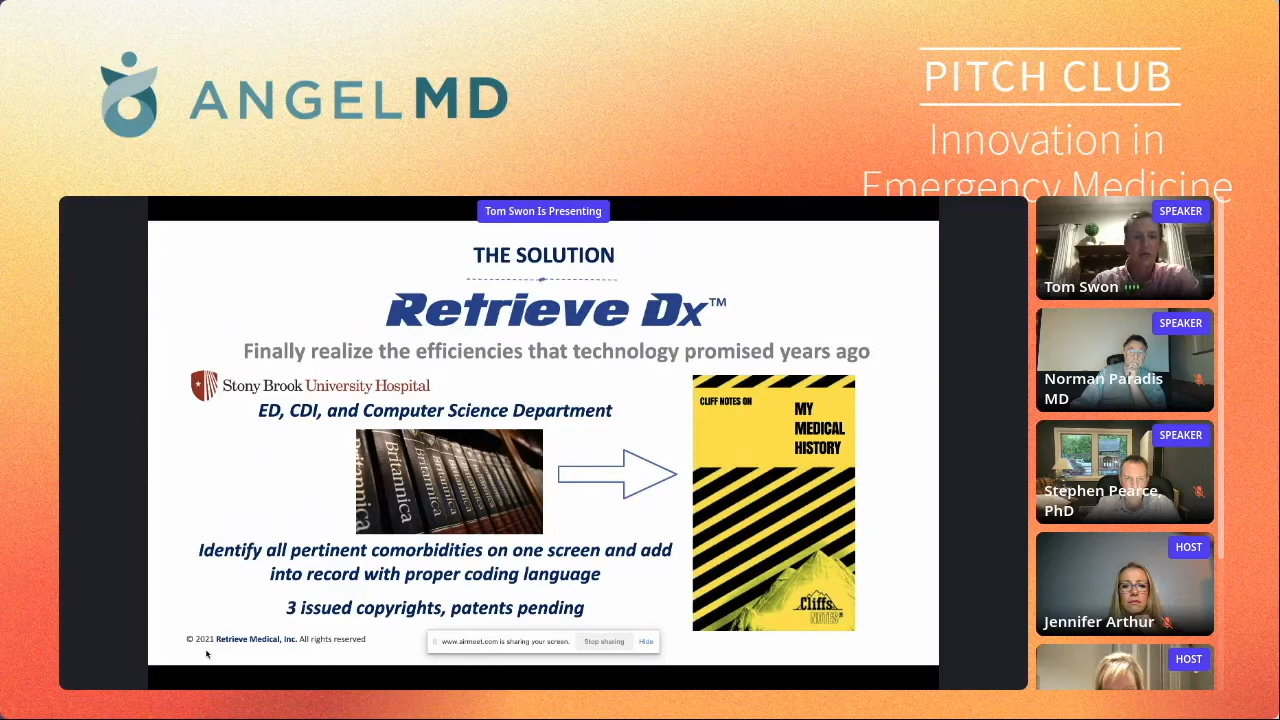 ANGELMD
PITCH CLUB
Innovation in
Emergency Medicine
Tom Swon Is Presenting
THE SOLUTION
Retrieve Dx™
Finally realize the efficiencies that technology promised years ago
Stony Brook University Hospital
ED, CDI, and Computer Science Department
Britannica
Britannica
Britannica
CLIFF NOTES ON
MY
MEDICAL
HISTORY
Cliffs
NOTES®
Identify all pertinent comorbidities on one screen and add
into record with proper coding language
3 issued copyrights, patents pending
© 2021 Retrieve Medical, Inc. All rights reserved
www.airmeet.com is sharing your screen.
Stop sharing
Hide
SPEAKER
Tom Swon
SPEAKER
Norman Paradis
MD
SPEAKER
Stephen Pearce,
PhD
HOST
Jennifer Arthur
HOST